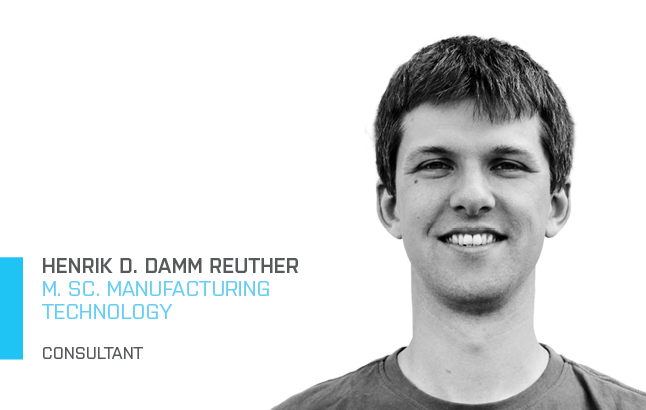 HENRIK D. DAMM REUTHER
M. SC. MANUFACTURING
TECHNOLOGY
CONSULTANT